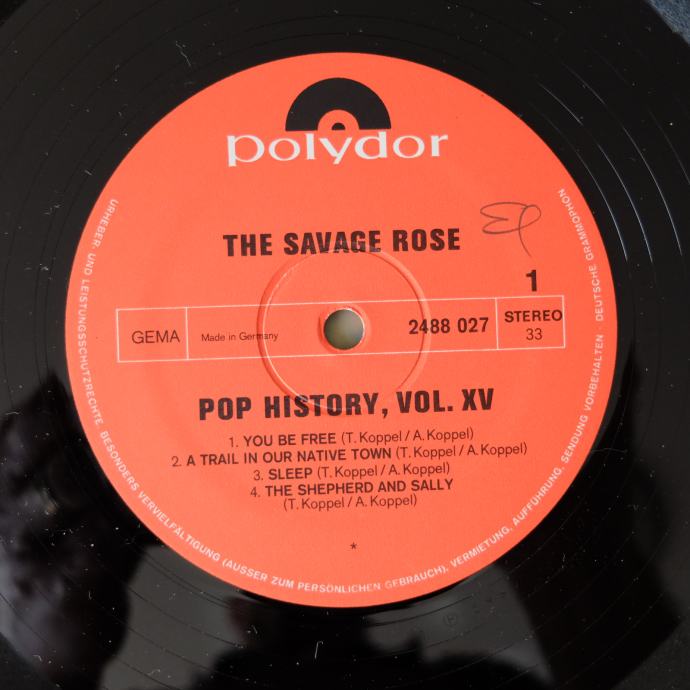 polydor
THE SAVAGE ROSE
1
GEMA
Made in Germany
2488 027
STEREO
33
POP HISTORY, VOL. XV
1. YOU BE FREE (T. Koppel / A. Koppel)
2. A TRAIL IN OUR NATIVE TOWN (T. Koppel / A. Koppel)
3. SLEEP (T. Koppel / A. Koppel)
4. THE SHEPHERD AND SALLY
(T. Koppel / A. Koppel)
*
URHEBER- UND LEISTUNGSSCHUTZRECHTE, BESONDERS VERVIELFÄLTIGUNG (AUSSER ZUM PERSÖNLICHEN GEBRAUCH), VERMIETUNG, AUFFÜHRUNG, SENDUNG VORBEHALTEN DEUTSCHE GRAMMOPHON